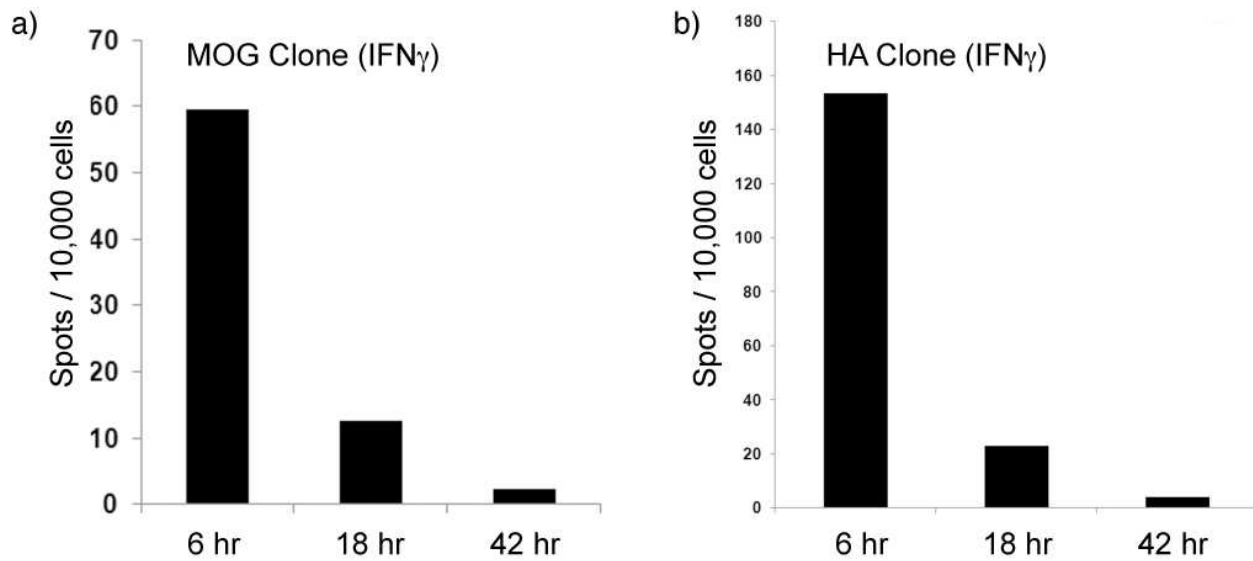 a)
MOG Clone (IFNγ)
Spots / 10,000 cells
70
60
50
40
30
20
10
0
6 hr
18 hr
42 hr
b)
HA Clone (IFNγ)
Spots / 10,000 cells
180
160
140
120
100
80
60
40
20
0
6 hr
18 hr
42 hr